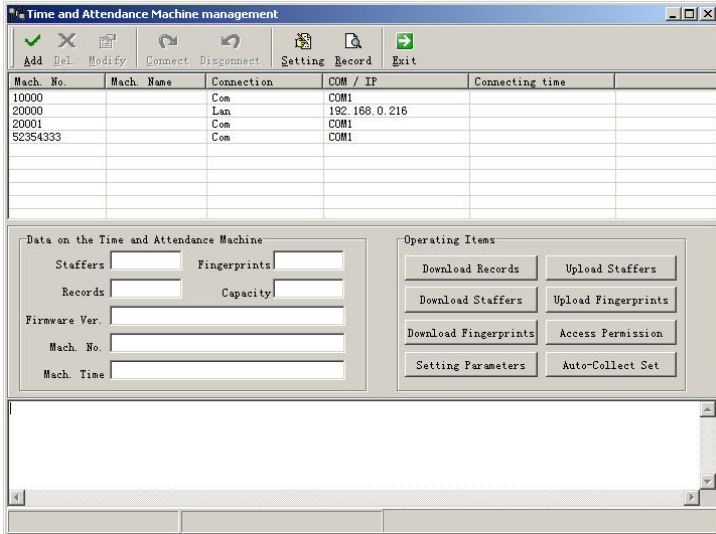 Time and Attendance Machine management
Add Del. Modify Connect Disconnect Setting Record Exit
Mach. No. Mach. Name Connection COM / IP Connecting time
10000 Com COM1
20000 Lan 192.168.0.216
20001 Com COM1
52354333 Com COM1
Data on the Time and Attendance Machine
Staffers Fingerprints
Records Capacity
Firmware Ver.
Mach. No.
Mach. Time
Operating Items
Download Records Upload Staffers
Download Staffers Upload Fingerprints
Download Fingerprints Access Permission
Setting Parameters Auto-Collect Set